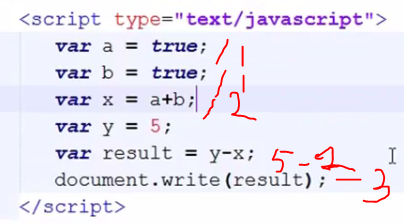 <script type="text/javascript">
var a = true; // 1
var b = true; // 1
var x = a+b; // 2
var y = 5;
var result = y-x; 5-2
document.write(result); — 3
</script>